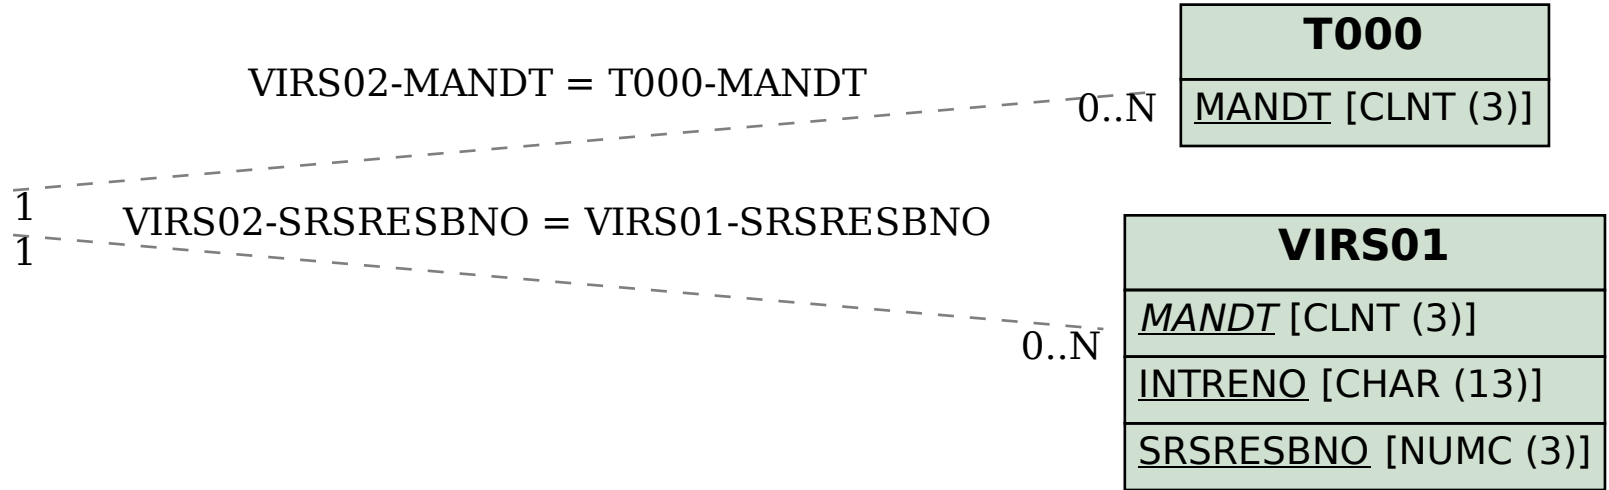 T000
VIRS02-MANDT = T000-MANDT
0..N
MANDT [CLNT (3)]
1
VIRS02-SRSRESBNO = VIRS01-SRSRESBNO
1
VIRS01
MANDT [CLNT (3)]
0..N
INTRENO [CHAR (13)]
SRSRESBNO [NUMC (3)]